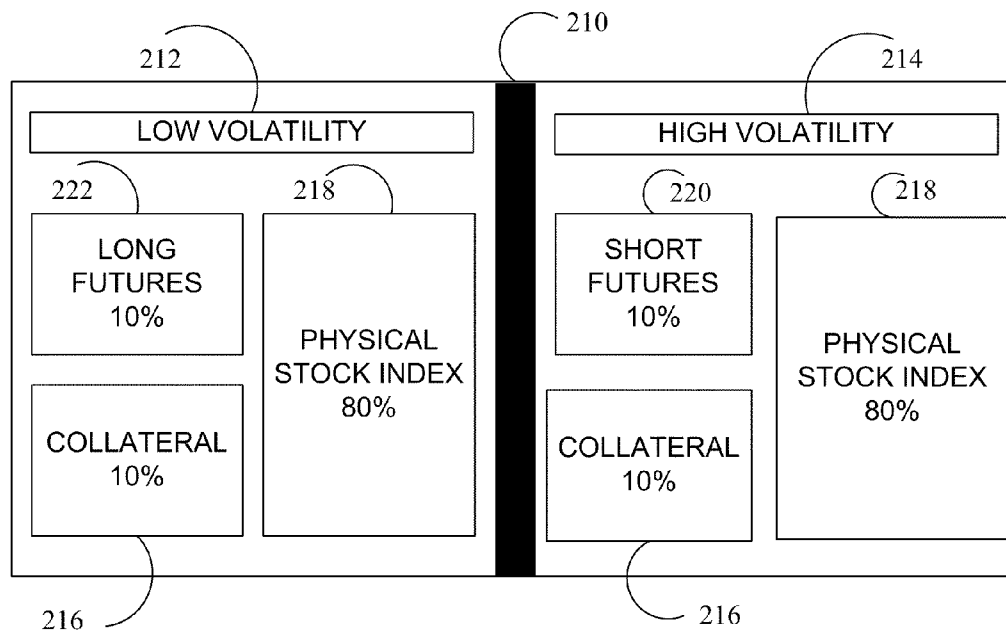 210
212
214
LOW VOLATILITY
HIGH VOLATILITY
222
218
220
218
LONG
FUTURES
10%
PHYSICAL
STOCK INDEX
80%
COLLATERAL
10%
SHORT
FUTURES
10%
PHYSICAL
STOCK INDEX
80%
COLLATERAL
10%
216
216